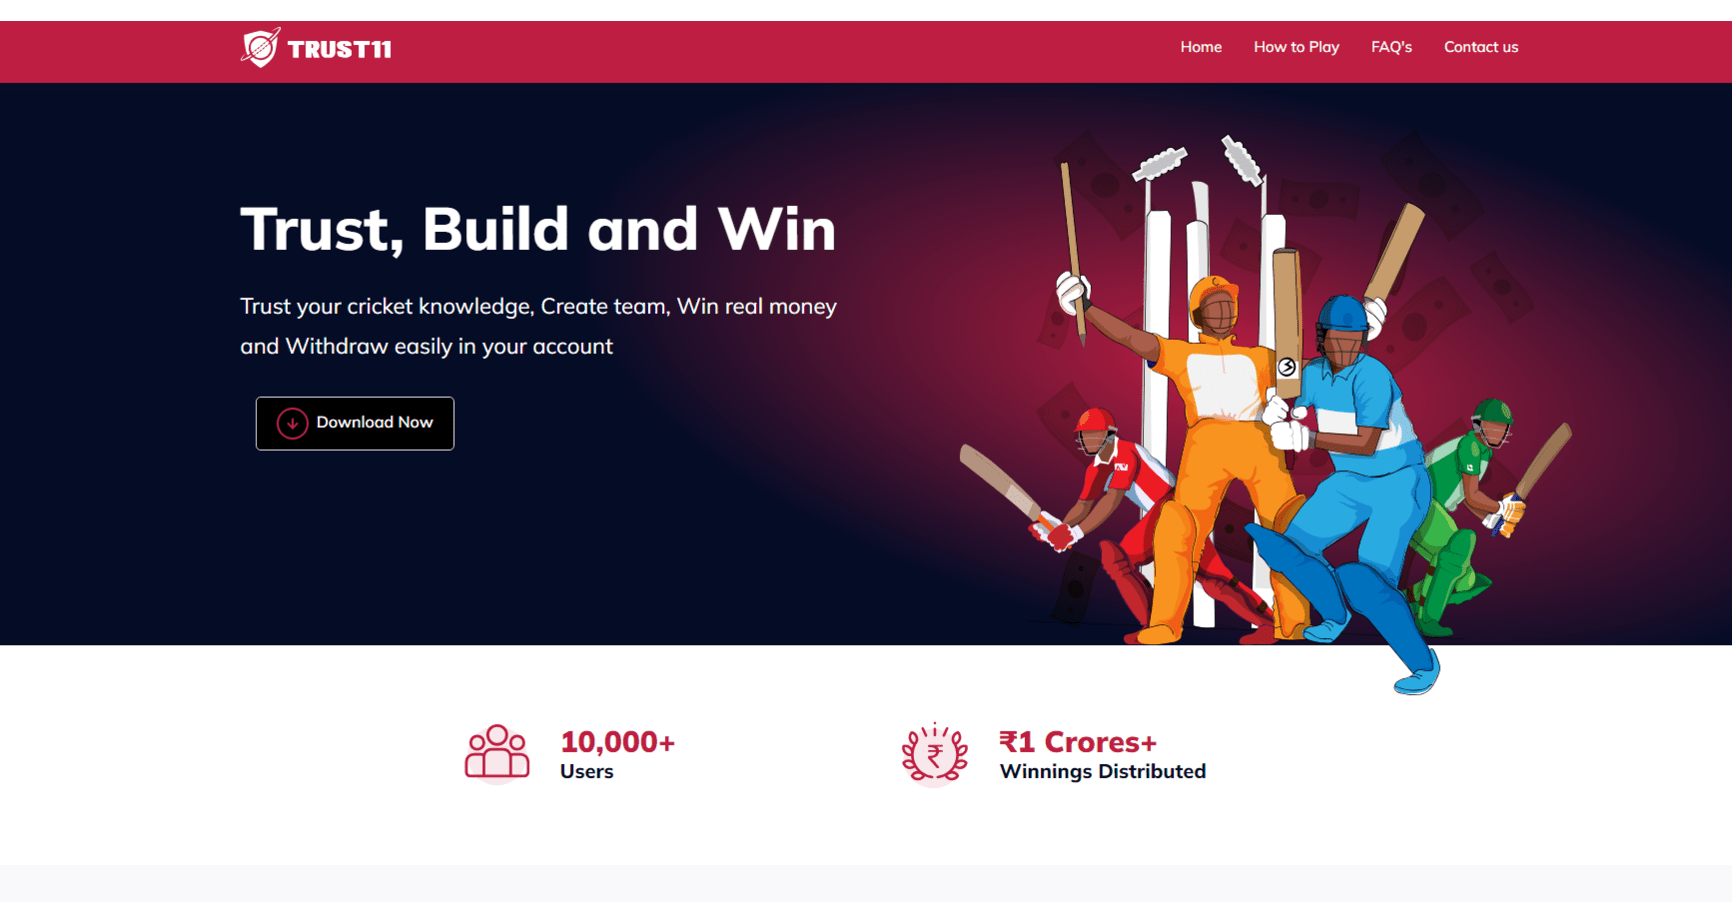 TRUST11
Home
How to Play
FAQ's
Contact us
Trust, Build and Win
Trust your cricket knowledge, Create team, Win real money
and Withdraw easily in your account
Download Now
10,000+
Users
₹1 Crores+
Winnings Distributed